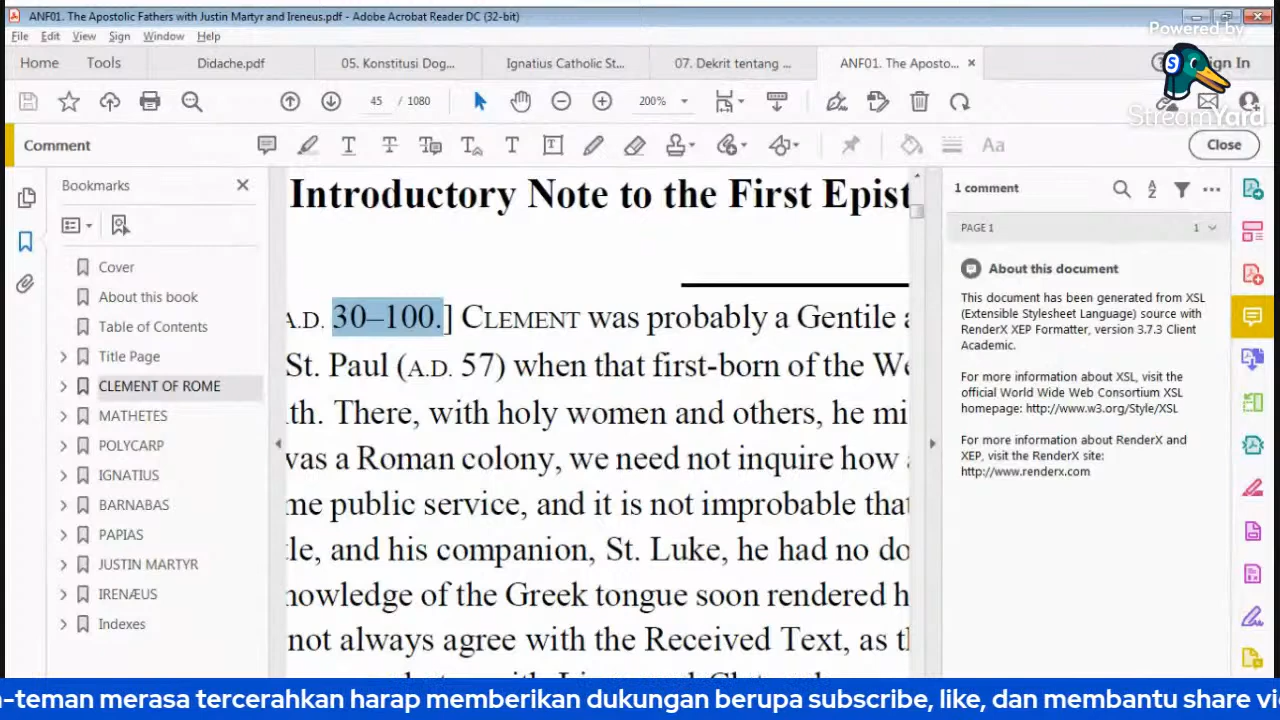 ANF01. The Apostolic Fathers with Justin Martyr and Ireneus.pdf - Adobe Acrobat Reader DC (32-bit)
Powered by
File Edit View Sign Window Help
Home Tools Didache.pdf 05. Konstitusi Dog... Ignatius Catholic St... 07. Dekrit tentang ... ANF01. The Aposto... × Sign In
45 / 1080 200%
StreamYard
Comment Aa Close
Bookmarks
Cover
About this book
Table of Contents
Title Page
CLEMENT OF ROME
MATHETES
POLYCARP
IGNATIUS
BARNABAS
PAPIAS
JUSTIN MARTYR
IRENÆUS
Indexes
Introductory Note to the First Epist
A.D. 30–100.] CLEMENT was probably a Gentile a
St. Paul (A.D. 57) when that first-born of the We
th. There, with holy women and others, he mi
was a Roman colony, we need not inquire how a
me public service, and it is not improbable that
tle, and his companion, St. Luke, he had no do
nowledge of the Greek tongue soon rendered h
not always agree with the Received Text, as th
1 comment
PAGE 1 1
About this document
This document has been generated from XSL
(Extensible Stylesheet Language) source with
RenderX XEP Formatter, version 3.7.3 Client
Academic.
For more information about XSL, visit the
official World Wide Web Consortium XSL
homepage: http://www.w3.org/Style/XSL
For more information about RenderX and
XEP, visit the RenderX site:
http://www.renderx.com
-teman merasa tercerahkan harap memberikan dukungan berupa subscribe, like, dan membantu share vi